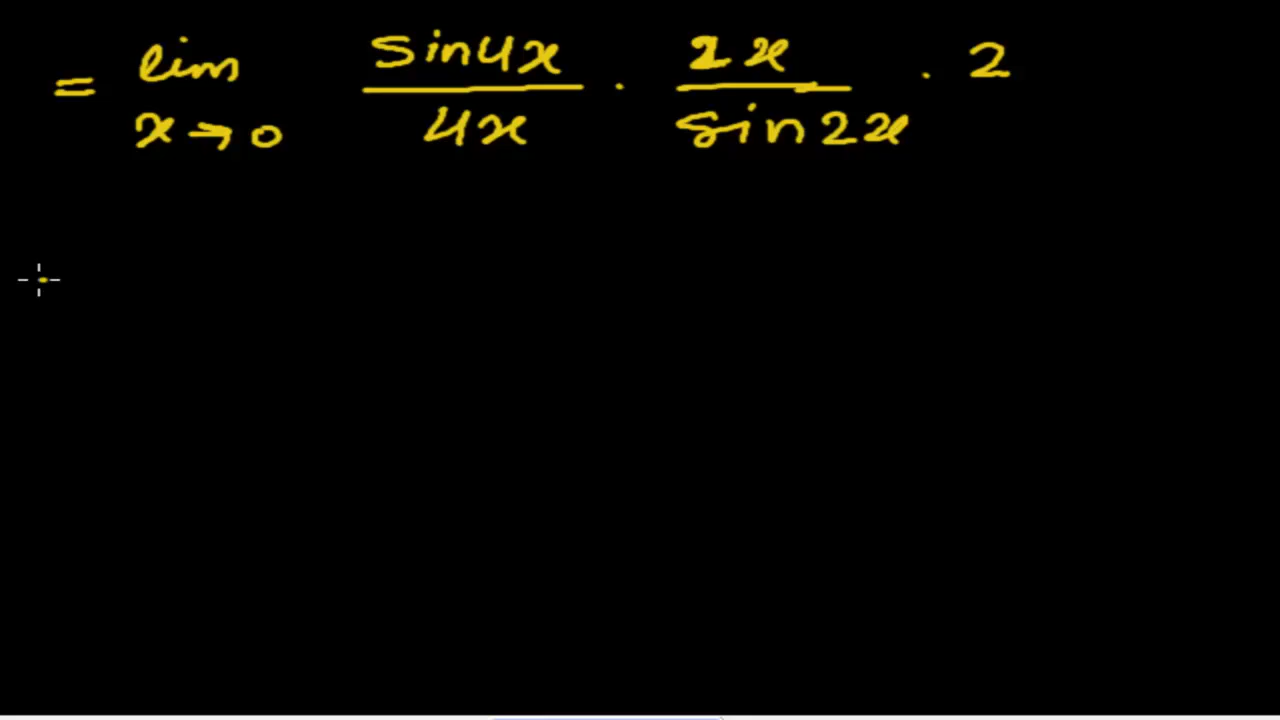 = lim x→0 sin4x/4x · 2x/sin2x · 2